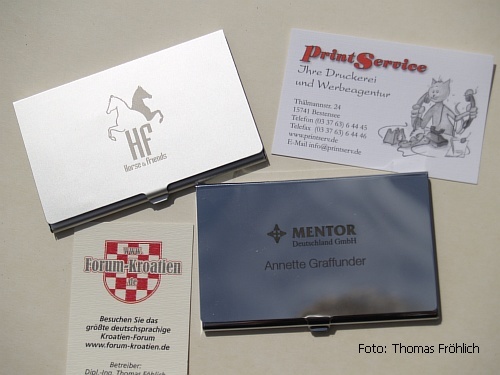 HF
Horse & Friends
PrintService
Ihre Druckerei
und Werbeagentur
Thälmannstr. 24
15741 Bestensee
Telefon (03 37 63) 6 44 45
Telefax (03 37 63) 6 44 46
www.printserv.de
E-Mail info@printserv.de
MENTOR
Deutschland GmbH
Annette Graffunder
www.
Forum-Kroatien
.de
Besuchen Sie das
größte deutschsprachige
Kroatien-Forum
www.forum-kroatien.de
Betreiber:
Dipl.-Ing. Thomas Fröhlich
Foto: Thomas Fröhlich